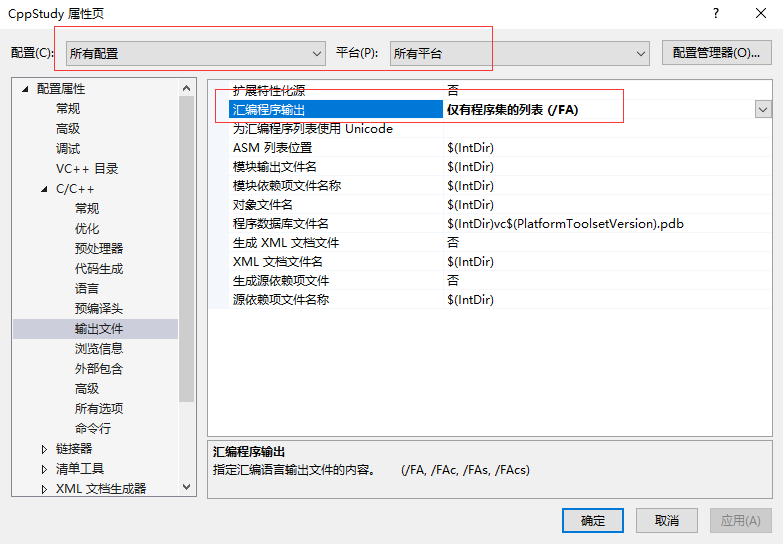 CppStudy 属性页
? ×
配置(C): 所有配置 平台(P): 所有平台 配置管理器(O)...
配置属性
常规
高级
调试
VC++ 目录
C/C++
常规
优化
预处理器
代码生成
语言
预编译头
输出文件
浏览信息
外部包含
高级
所有选项
命令行
链接器
清单工具
XML 文档生成器
扩展特性化源 否
汇编程序输出 仅有程序集的列表 (/FA)
为汇编程序列表使用 Unicode
ASM 列表位置 $(IntDir)
模块输出文件名 $(IntDir)
模块依赖项文件名称 $(IntDir)
对象文件名 $(IntDir)
程序数据库文件名 $(IntDir)vc$(PlatformToolsetVersion).pdb
生成 XML 文档文件 否
XML 文档文件名 $(IntDir)
生成源依赖项文件 否
源依赖项文件名称 $(IntDir)
汇编程序输出
指定汇编语言输出文件的内容。 (/FA, /FAc, /FAs, /FAcs)
确定 取消 应用(A)